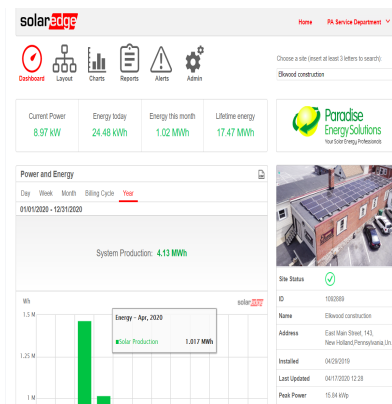 solaredge
Home PA Service Department
Dashboard Layout Charts Reports Alerts Admin
Choose a site (insert at least 3 letters to search):
Elkwood construction
Current Power Energy today Energy this month Lifetime energy
8.97 kW 24.48 kWh 1.02 MWh 17.47 MWh
Paradise
Energy Solutions
Your Solar Energy Professionals
Power and Energy
Day Week Month Billing Cycle Year
01/01/2020 - 12/31/2020
System Production: 4.13 MWh
Wh
solaredge
1.5 M
Energy - Apr, 2020
Solar Production 1.017 MWh
1.25 M
1 M
Site Status
ID 1092889
Name Elkwood construction
Address East Main Street, 143,
New Holland,Pennsylvania,Un.
Installed 04/29/2019
Last Updated 04/17/2020 12:28
Peak Power 15.84 kWp